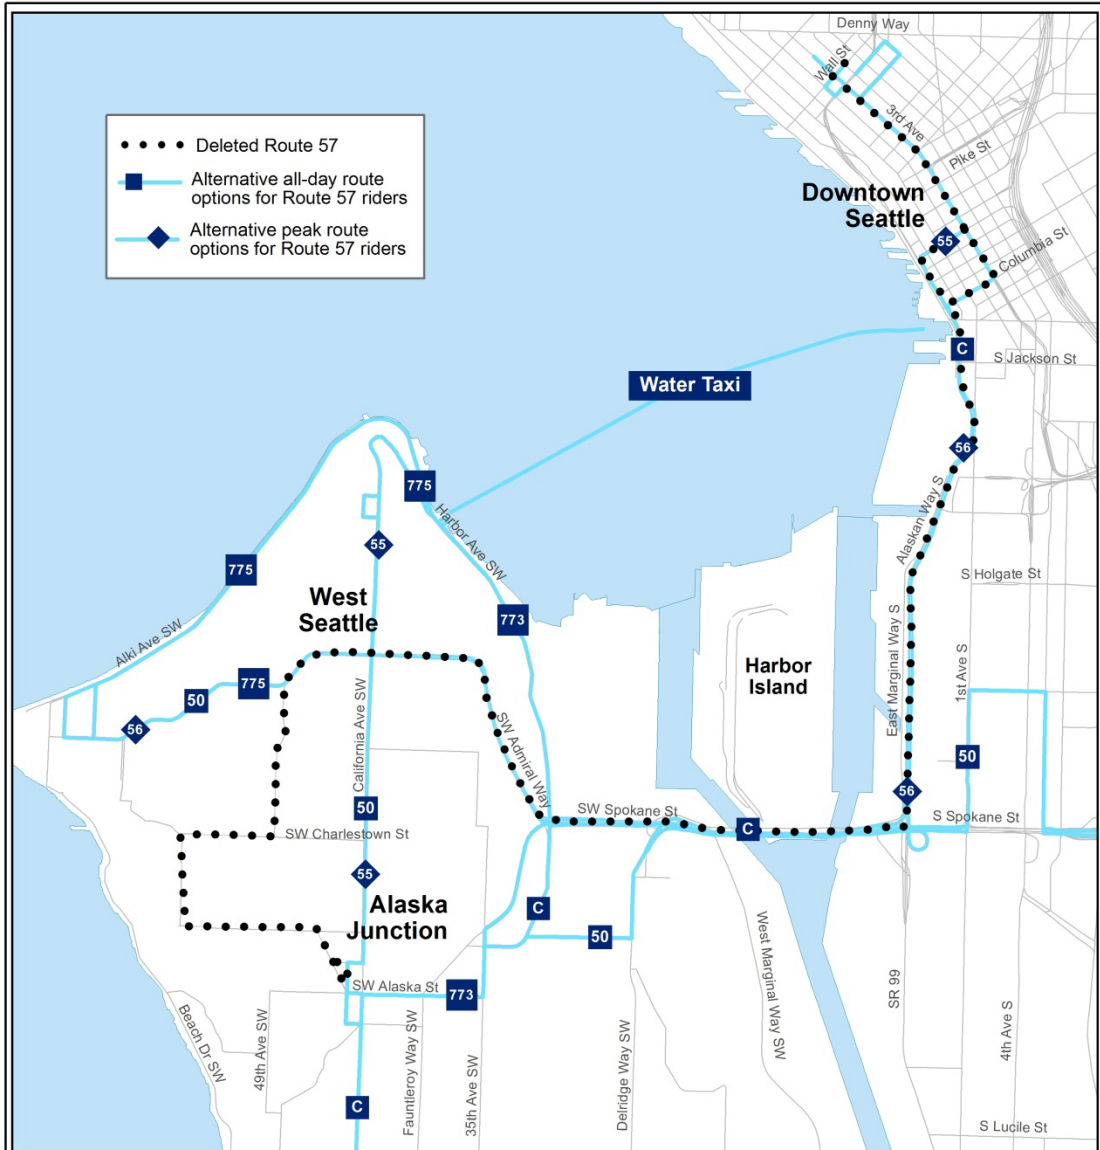 Denny Way
Wall St
3rd Ave
Pike St
Deleted Route 57
Alternative all-day route
options for Route 57 riders
Alternative peak route
options for Route 57 riders
Downtown
Seattle
55
Columbia St
C
S Jackson St
Water Taxi
56
775
Harbor Ave SW
Alaskan Way S
55
775
S Holgate St
West
Seattle
773
Alki Ave SW
Harbor
Island
East Marginal Way S
1st Ave S
775
50
56
SW Admiral Way
California Ave SW
50
56
50
SW Charlestown St
SW Spokane St
C
S Spokane St
55
Alaska
Junction
C
50
West Marginal Way SW
SW Alaska St
773
SR 99
4th Ave S
Beach Dr SW
49th Ave SW
Fauntleroy Way SW
35th Ave SW
Delridge Way SW
C
S Lucile St